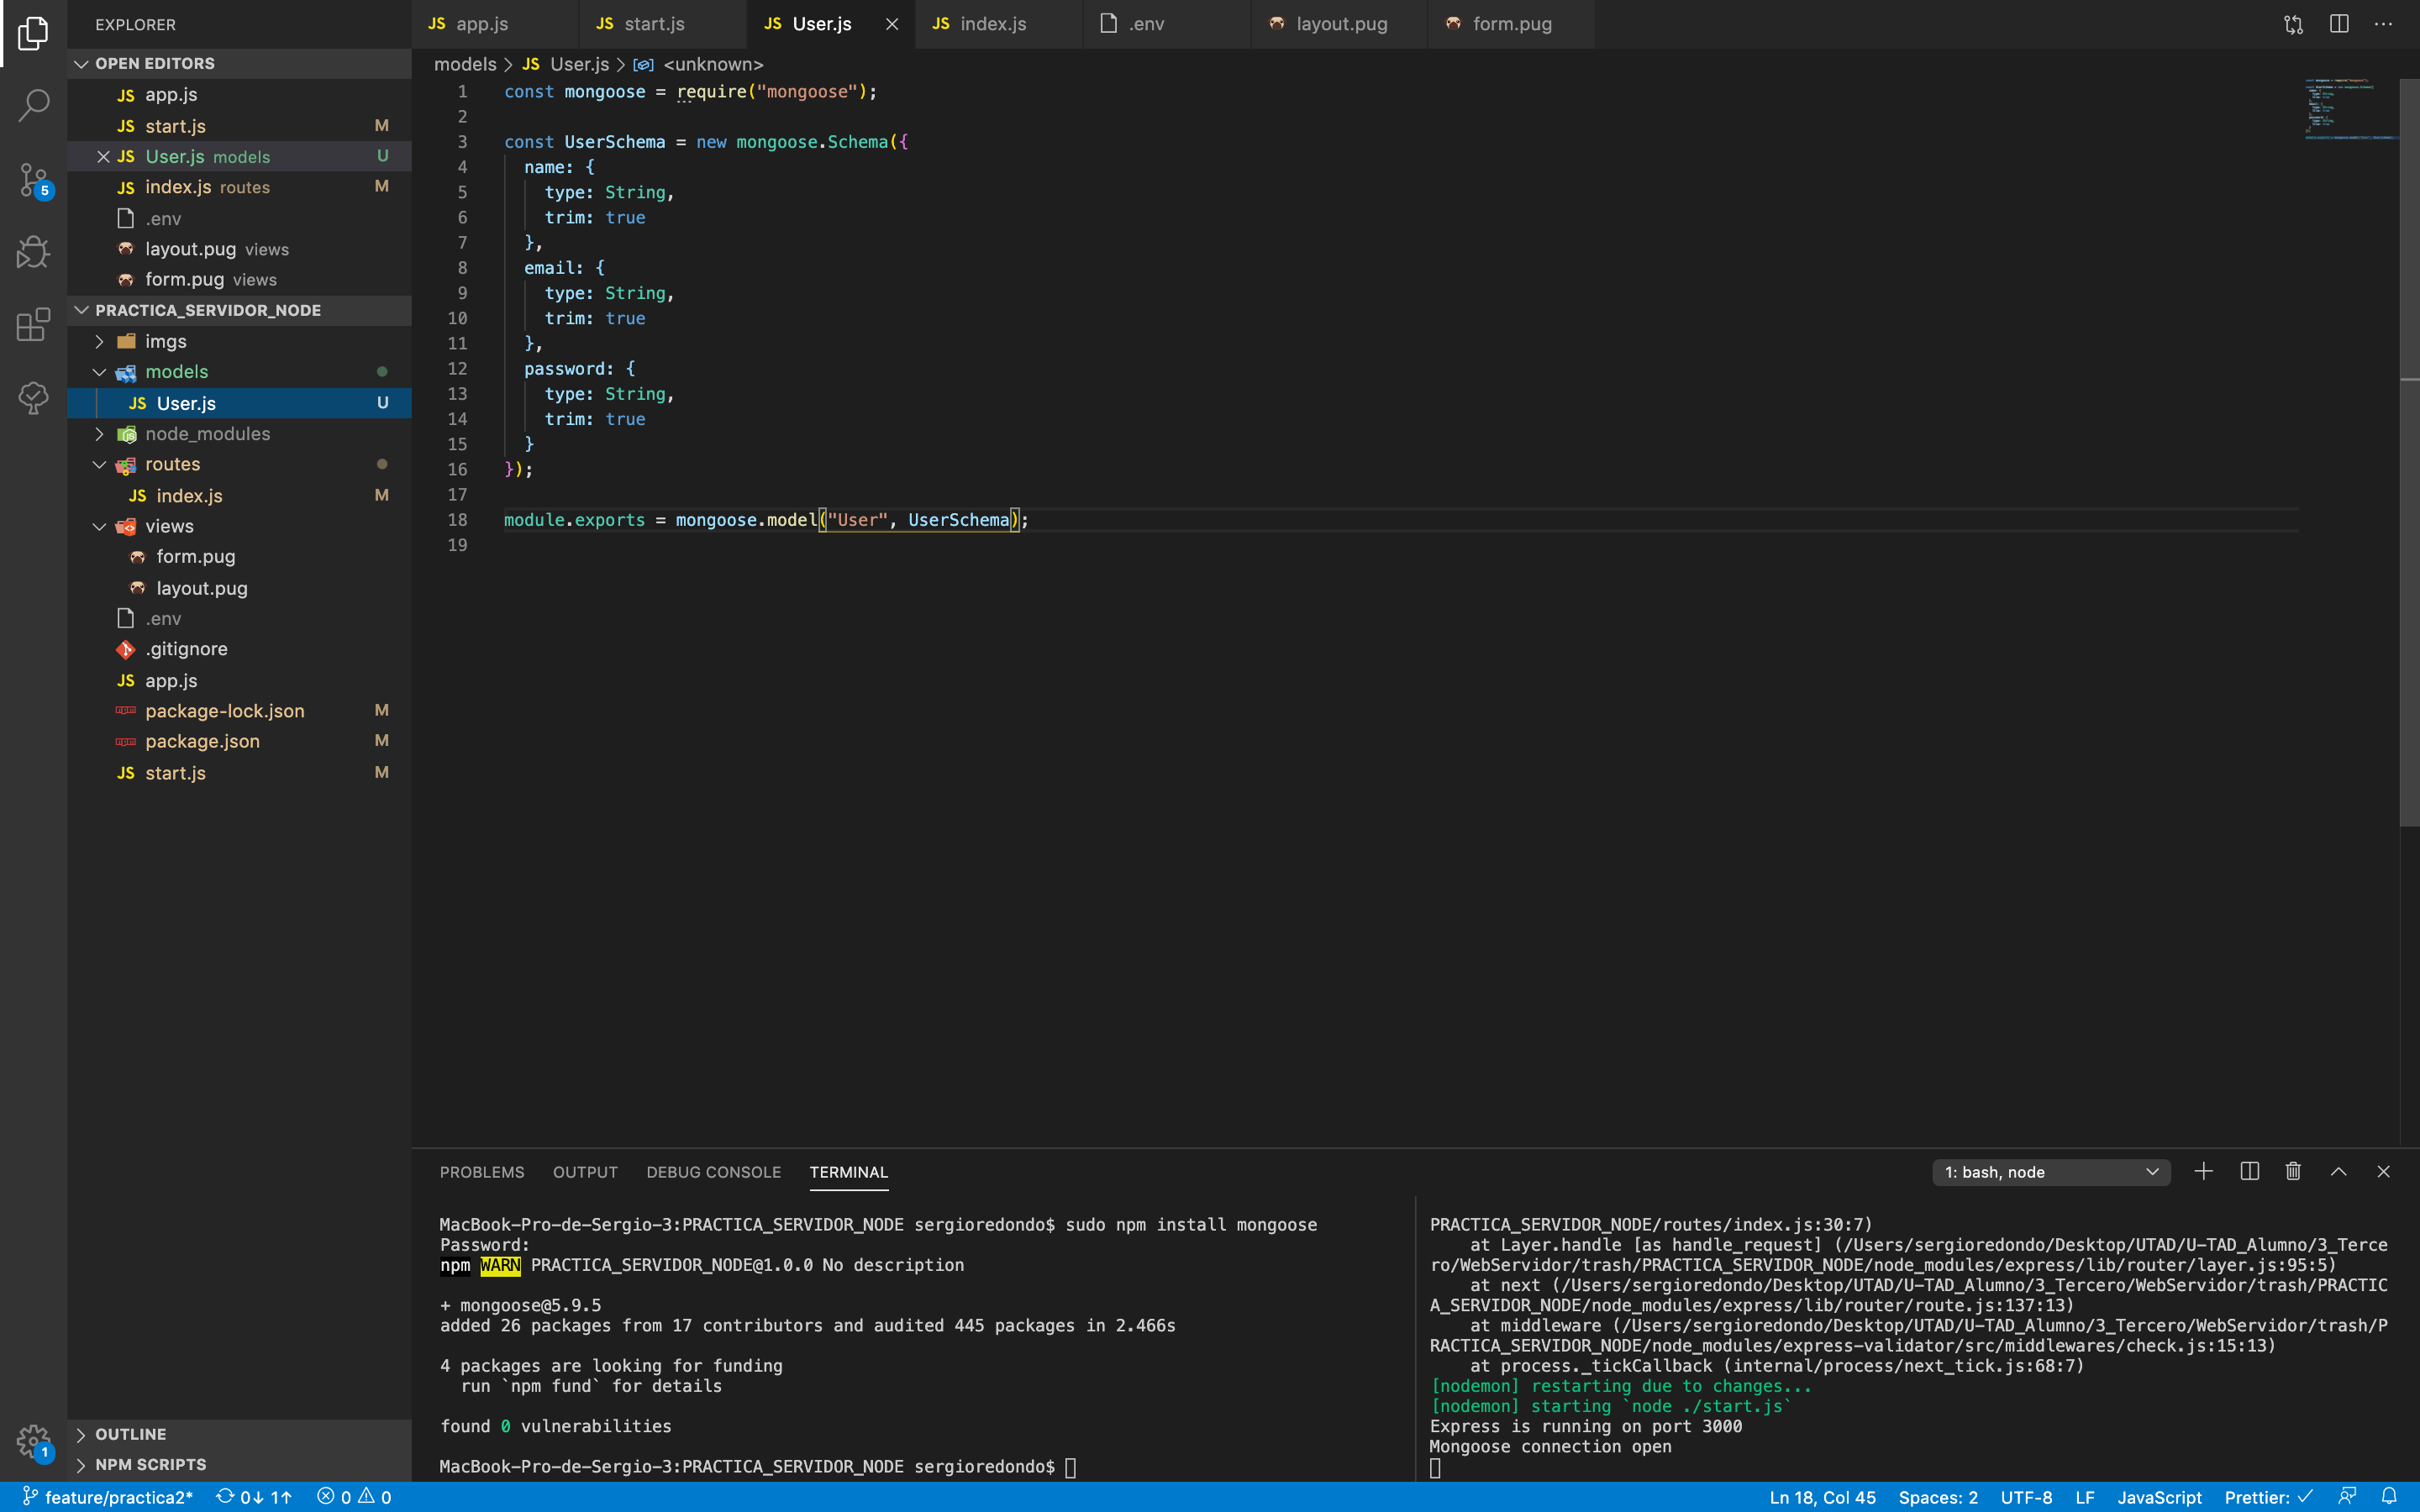 EXPLORER
OPEN EDITORS
JS app.js
JS start.js M
JS User.js models U
JS index.js routes M
.env
layout.pug views
form.pug views
PRACTICA_SERVIDOR_NODE
imgs
models
JS User.js U
node_modules
routes
JS index.js M
views
form.pug
layout.pug
.env
.gitignore
JS app.js
package-lock.json M
package.json M
JS start.js M
OUTLINE
NPM SCRIPTS
5
1
JS app.js JS start.js JS User.js JS index.js .env layout.pug form.pug
models > JS User.js > <unknown>
1 const mongoose = require("mongoose");
2
3 const UserSchema = new mongoose.Schema({
4 name: {
5 type: String,
6 trim: true
7 },
8 email: {
9 type: String,
10 trim: true
11 },
12 password: {
13 type: String,
14 trim: true
15 }
16 });
17
18 module.exports = mongoose.model("User", UserSchema);
19
PROBLEMS OUTPUT DEBUG CONSOLE TERMINAL 1: bash, node
MacBook-Pro-de-Sergio-3:PRACTICA_SERVIDOR_NODE sergioredondo$ sudo npm install mongoose
Password:
npm WARN PRACTICA_SERVIDOR_NODE@1.0.0 No description
+ mongoose@5.9.5
added 26 packages from 17 contributors and audited 445 packages in 2.466s
4 packages are looking for funding
run `npm fund` for details
found 0 vulnerabilities
MacBook-Pro-de-Sergio-3:PRACTICA_SERVIDOR_NODE sergioredondo$
PRACTICA_SERVIDOR_NODE/routes/index.js:30:7)
at Layer.handle [as handle_request] (/Users/sergioredondo/Desktop/UTAD/U-TAD_Alumno/3_Terce
ro/WebServidor/trash/PRACTICA_SERVIDOR_NODE/node_modules/express/lib/router/layer.js:95:5)
at next (/Users/sergioredondo/Desktop/UTAD/U-TAD_Alumno/3_Tercero/WebServidor/trash/PRACTIC
A_SERVIDOR_NODE/node_modules/express/lib/router/route.js:137:13)
at middleware (/Users/sergioredondo/Desktop/UTAD/U-TAD_Alumno/3_Tercero/WebServidor/trash/P
RACTICA_SERVIDOR_NODE/node_modules/express-validator/src/middlewares/check.js:15:13)
at process._tickCallback (internal/process/next_tick.js:68:7)
[nodemon] restarting due to changes...
[nodemon] starting `node ./start.js`
Express is running on port 3000
Mongoose connection open
feature/practica2* 0↓ 1↑ 0 0 Ln 18, Col 45 Spaces: 2 UTF-8 LF JavaScript Prettier: ✓